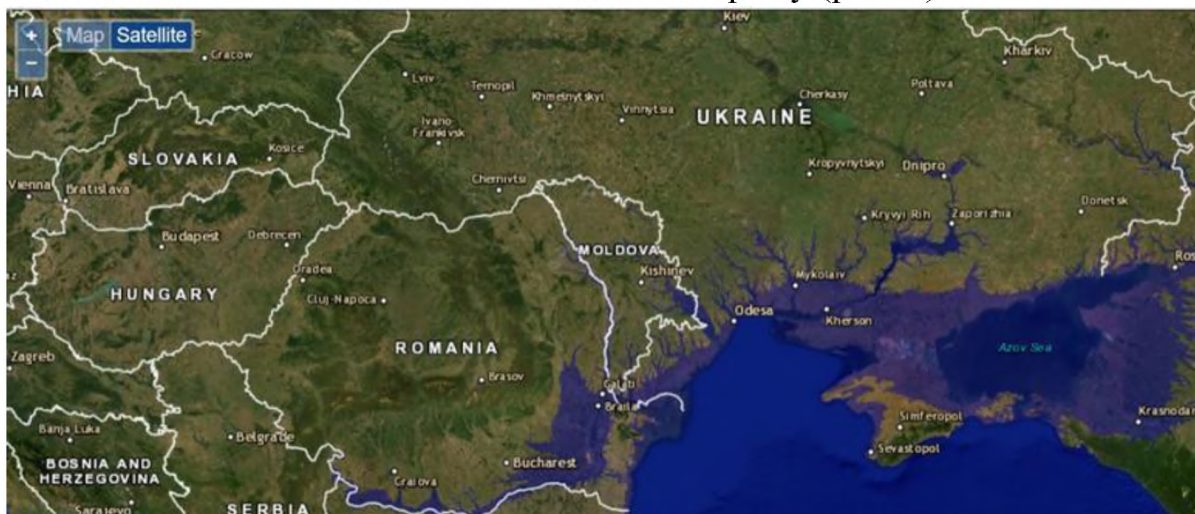 Kiev
+
Map Satellite
−
Cracow
Lviv
Ternopil
Khmelnytskyi
Vinnytsia
Cherkasy
Poltava
Kharkiv
HIA
UKRAINE
Ivano-
Frankivsk
SLOVAKIA
Kosice
Kropyvnytskyi
Dnipro
Vienna
Bratislava
Chernivtsi
Donetsk
Kryvyi Rih
Zaporizhia
Budapest
Debrecen
MOLDOVA
Kishinev
Oradea
Mykolaiv
HUNGARY
Cluj-Napoca
Odesa
Kherson
Zagreb
ROMANIA
Azov Sea
Brasov
Galati
Braila
Simferopol
Krasnodar
Banja Luka
Belgrade
Sevastopol
BOSNIA AND
HERZEGOVINA
Craiova
Bucharest
Sarajevo
SERBIA